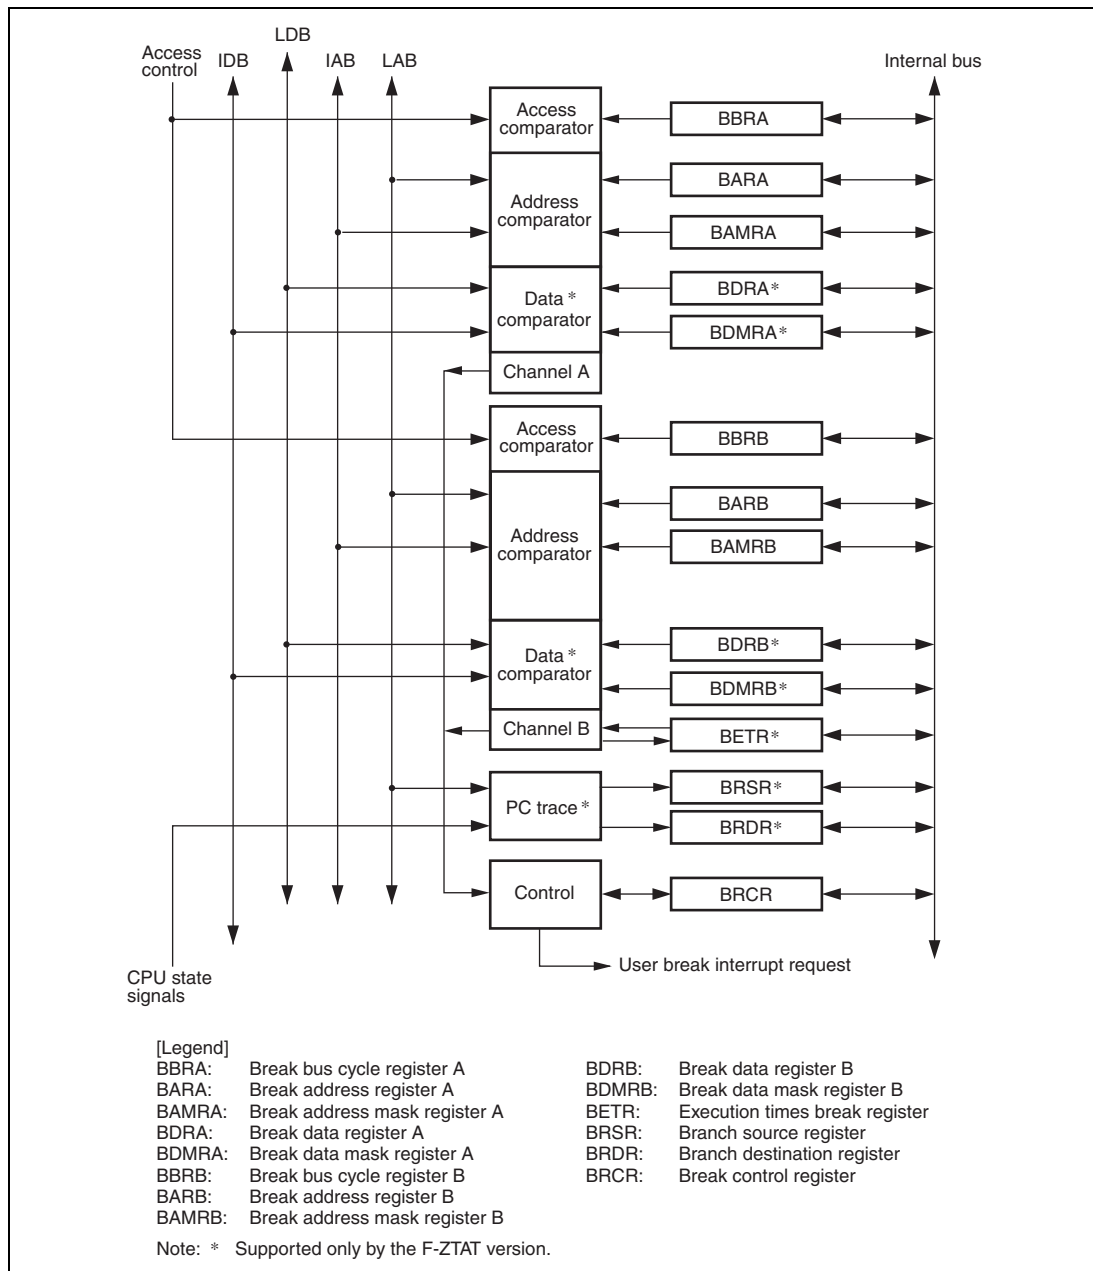 LDB
Access
control
IDB
IAB
LAB
Internal bus
Access
comparator
BBRA
Address
comparator
BARA
BAMRA
Data *
comparator
BDRA *
BDMRA *
Channel A
Access
comparator
BBRB
Address
comparator
BARB
BAMRB
Data *
comparator
BDRB *
BDMRB *
Channel B
BETR *
PC trace *
BRSR *
BRDR *
Control
BRCR
User break interrupt request
CPU state
signals
[Legend]
BBRA: Break bus cycle register A
BARA: Break address register A
BAMRA: Break address mask register A
BDRA: Break data register A
BDMRA: Break data mask register A
BBRB: Break bus cycle register B
BARB: Break address register B
BAMRB: Break address mask register B
BDRB: Break data register B
BDMRB: Break data mask register B
BETR: Execution times break register
BRSR: Branch source register
BRDR: Branch destination register
BRCR: Break control register
Note: * Supported only by the F-ZTAT version.